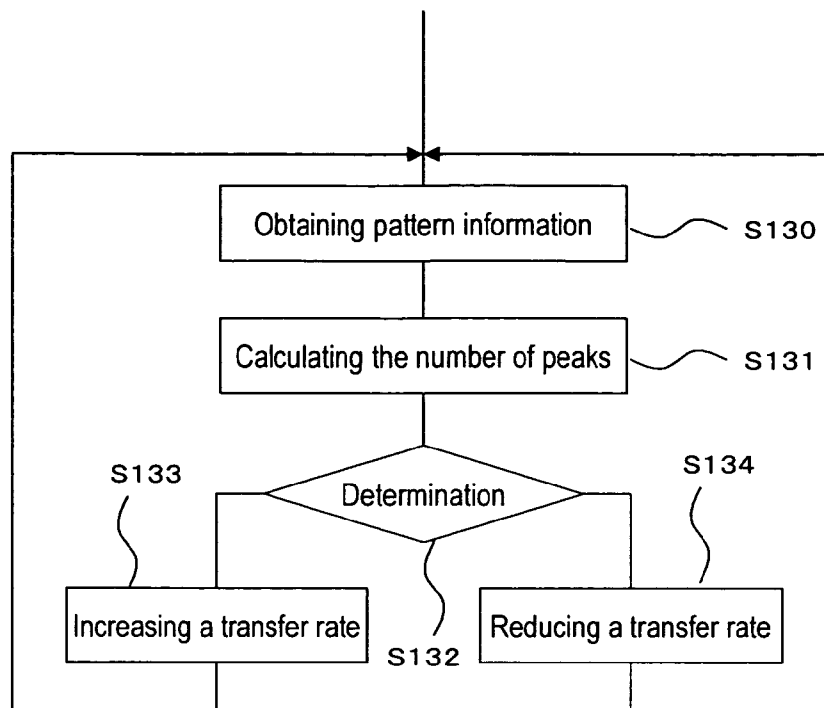 Obtaining pattern information
S130
Calculating the number of peaks
S131
S133
S134
Determination
Increasing a transfer rate
Reducing a transfer rate
S132